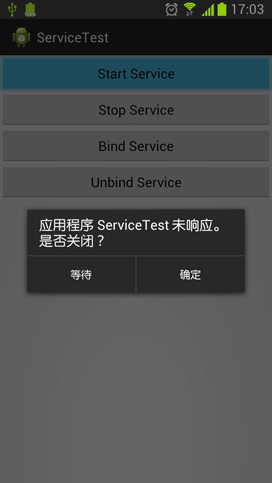 17:03
ServiceTest
Start Service
Stop Service
Bind Service
Unbind Service
应用程序 ServiceTest 未响应。
是否关闭？
等待
确定